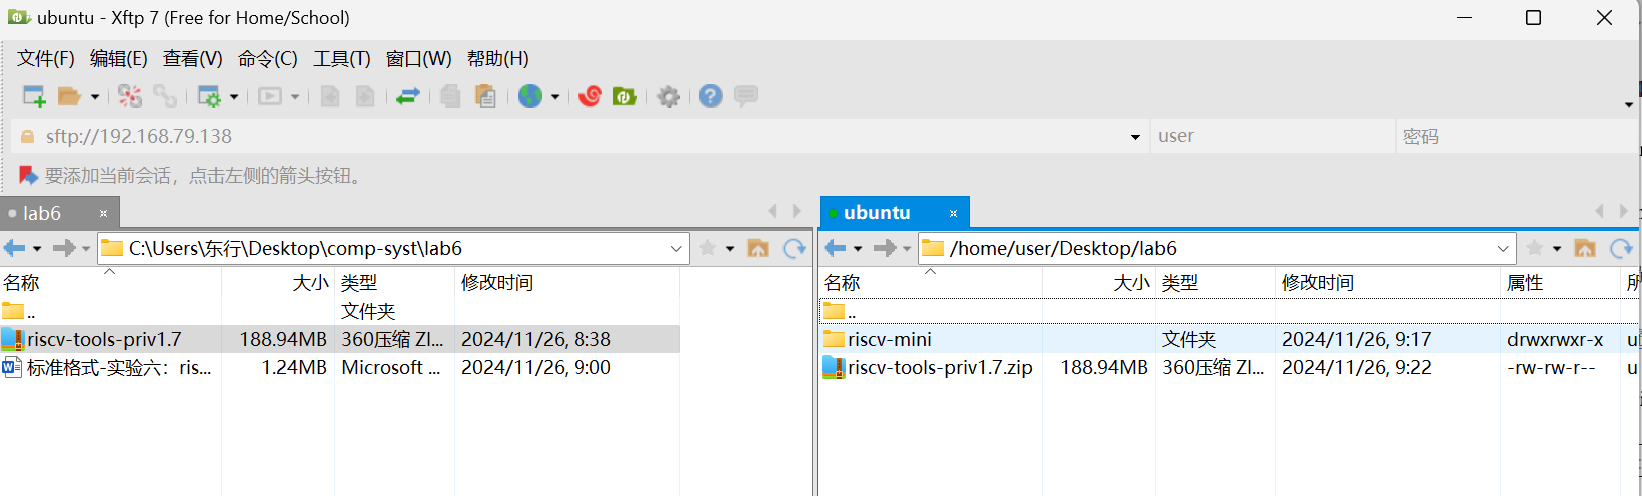 ubuntu - Xftp 7 (Free for Home/School)
文件(F) 编辑(E) 查看(V) 命令(C) 工具(T) 窗口(W) 帮助(H)
sftp://192.168.79.138 user 密码
要添加当前会话，点击左侧的箭头按钮。
lab6
C:\Users\东行\Desktop\comp-syst\lab6
名称 大小 类型 修改时间
.. 文件夹
riscv-tools-priv1.7 188.94MB 360压缩 ZI... 2024/11/26, 8:38
标准格式-实验六：ris... 1.24MB Microsoft ... 2024/11/26, 9:00
ubuntu
/home/user/Desktop/lab6
名称 大小 类型 修改时间 属性 所
..
riscv-mini 文件夹 2024/11/26, 9:17 drwxrwxr-x u
riscv-tools-priv1.7.zip 188.94MB 360压缩 ZI... 2024/11/26, 9:22 -rw-rw-r-- u